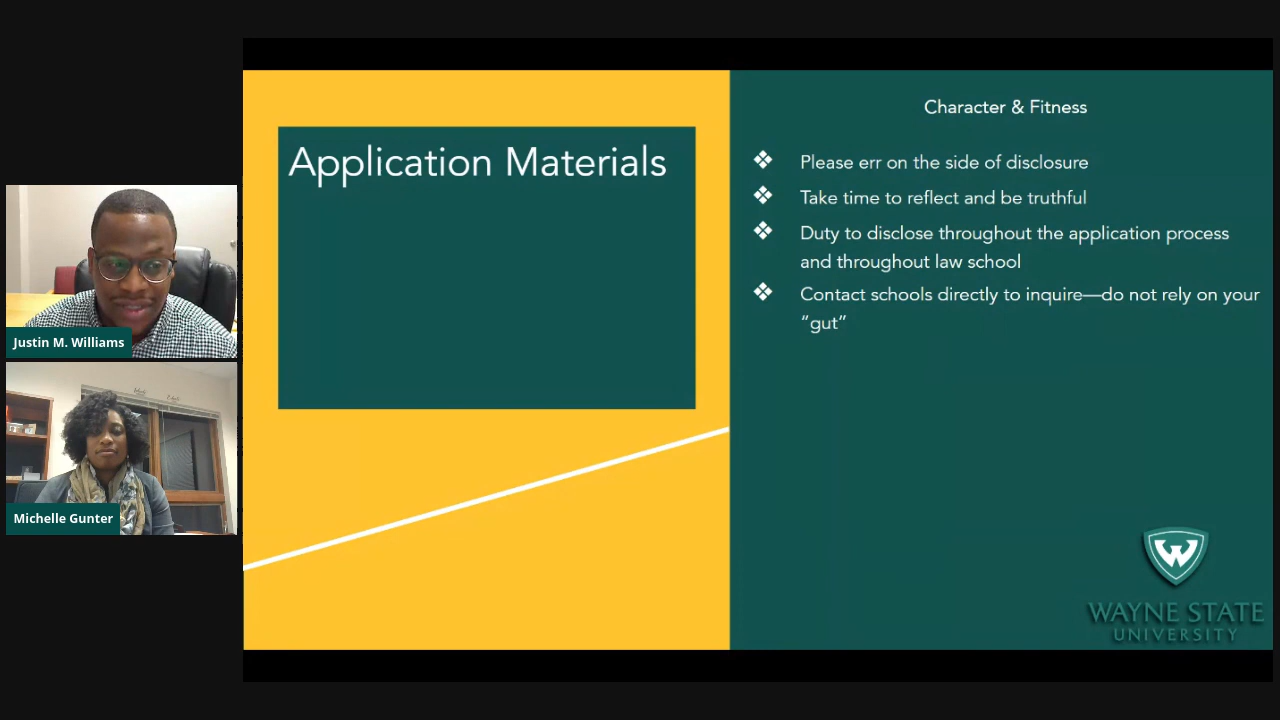 Application Materials
Character & Fitness
❖ Please err on the side of disclosure
❖ Take time to reflect and be truthful
❖ Duty to disclose throughout the application process
and throughout law school
❖ Contact schools directly to inquire—do not rely on your
“gut”
Justin M. Williams
Michelle Gunter
W
WAYNE STATE
UNIVERSITY